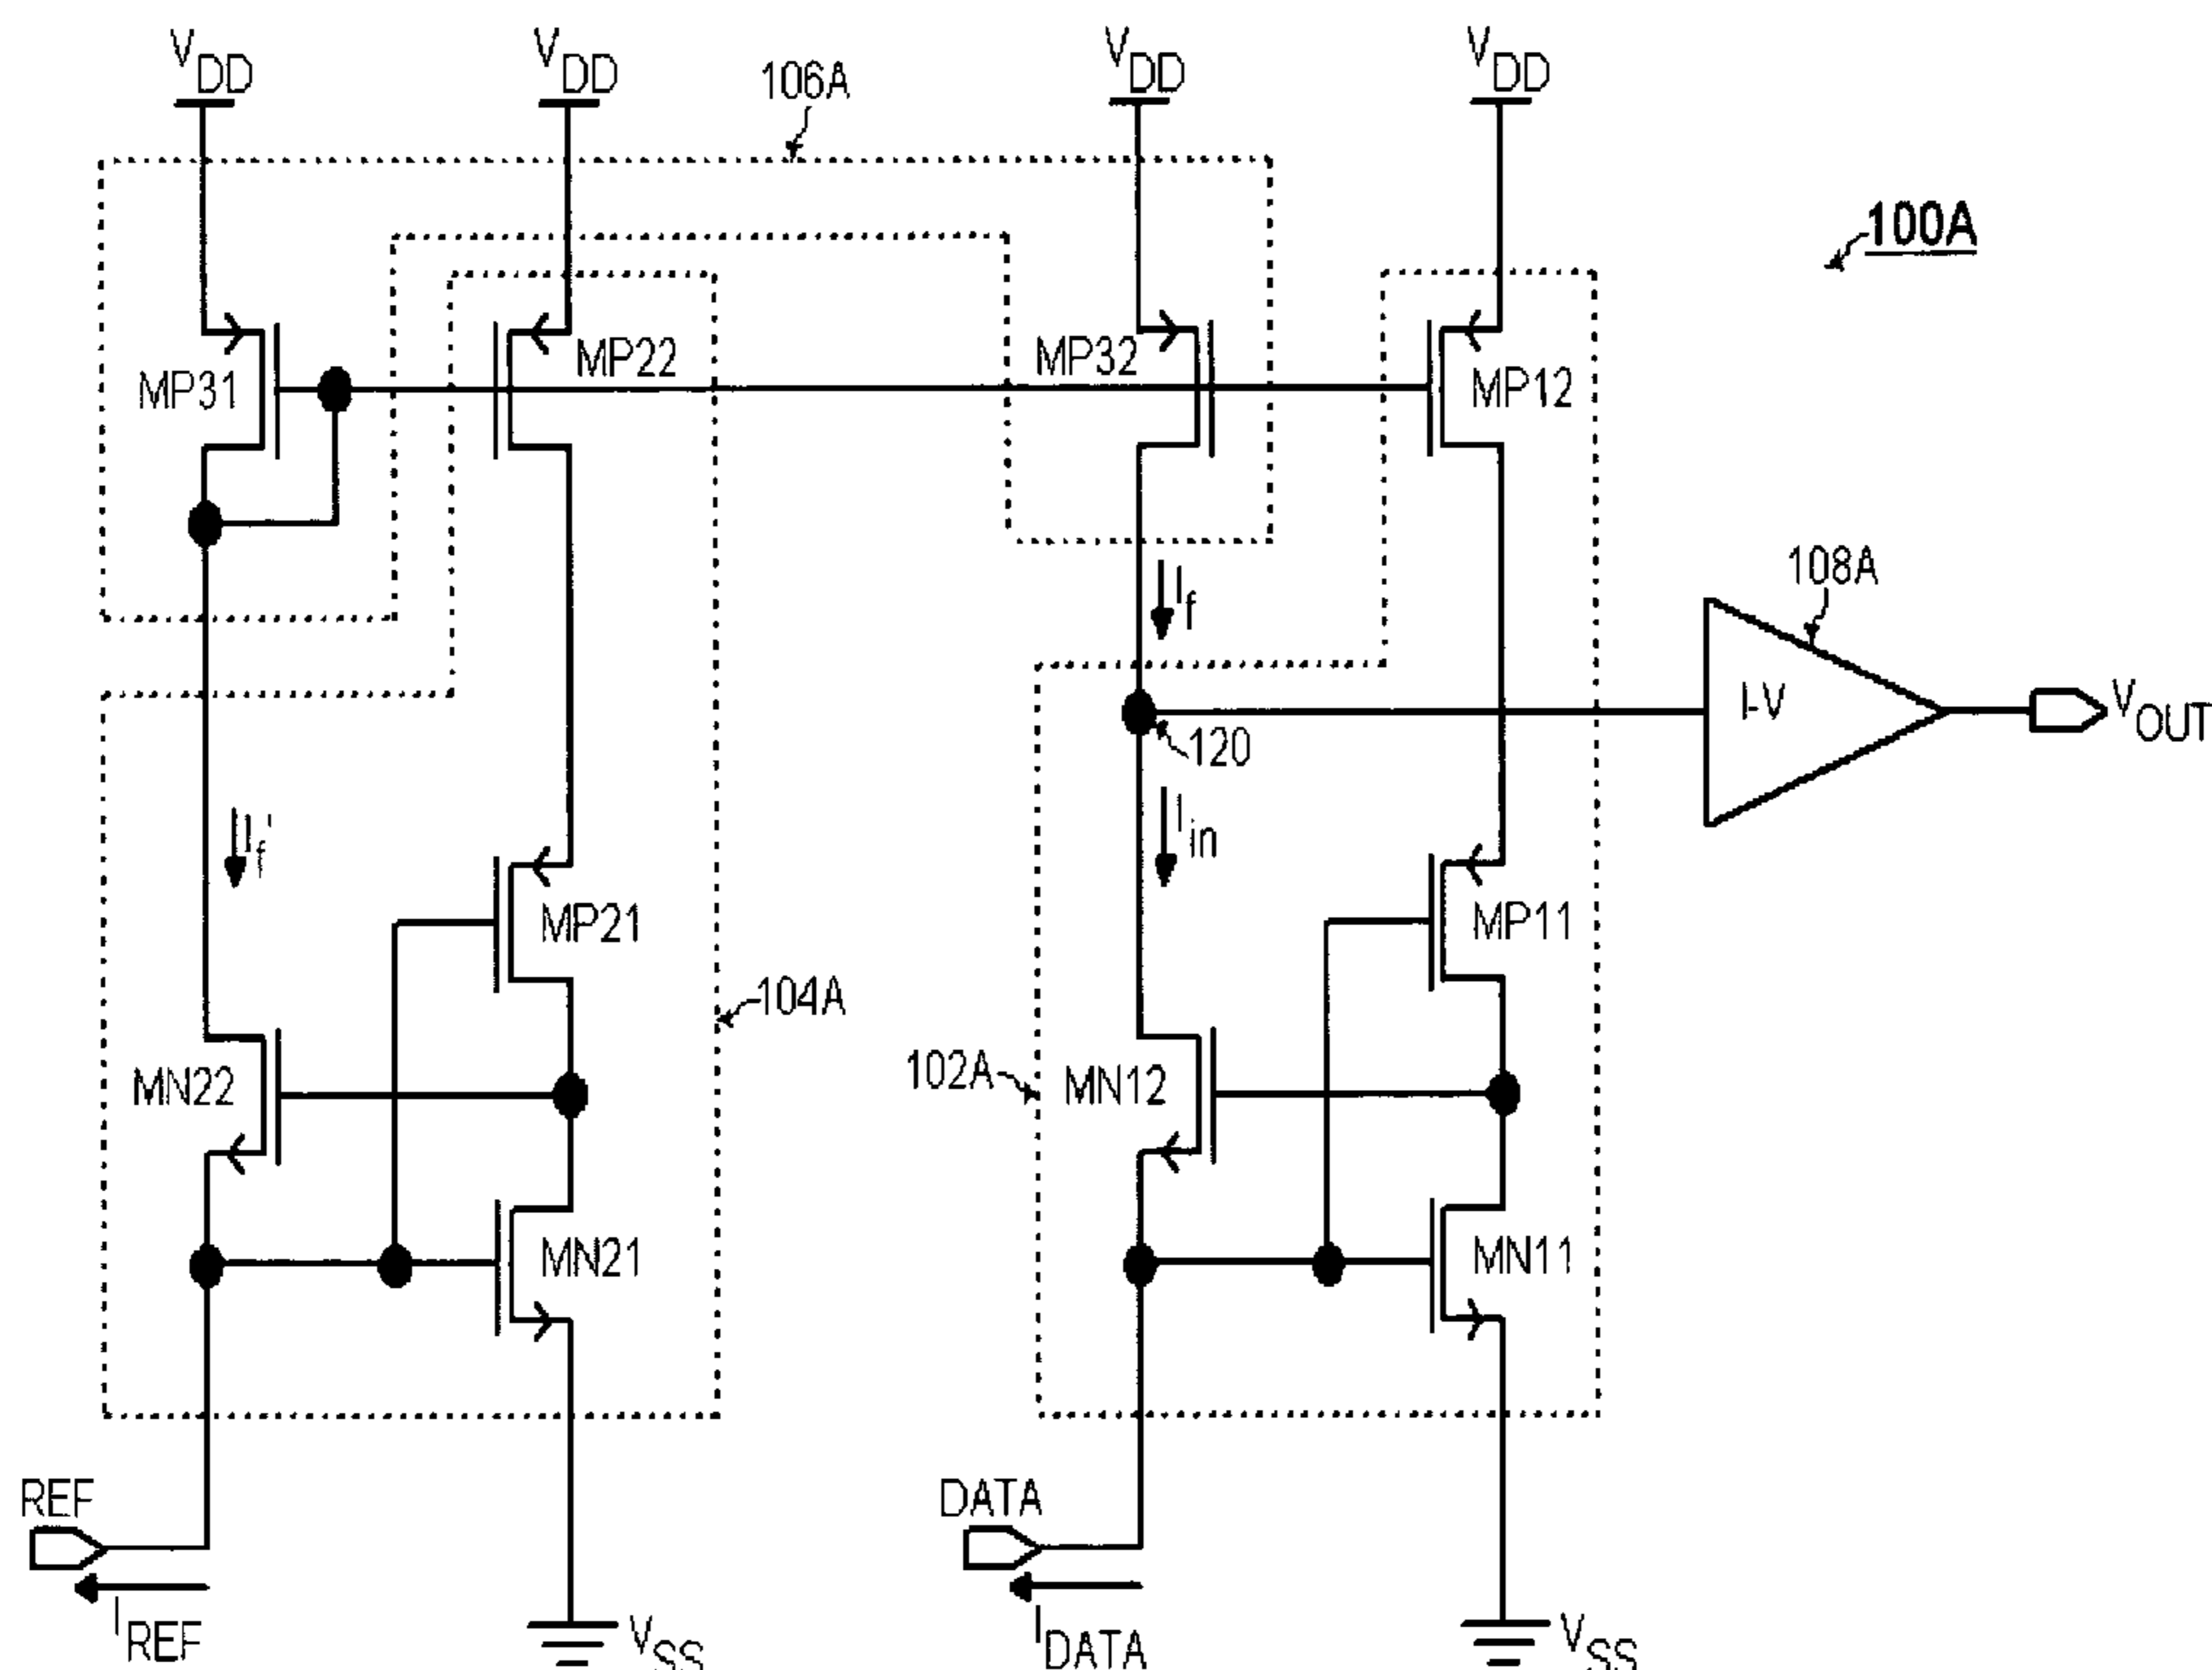 VDD VDD VDD VDD
106A
100A
MP31 MP22 MP32 MP12
If
108A
I-V
VOUT
120
If' Iin
MP21 MP11
104A
102A
MN22 MN12
MN21 MN11
REF DATA
IREF VSS IDATA VSS